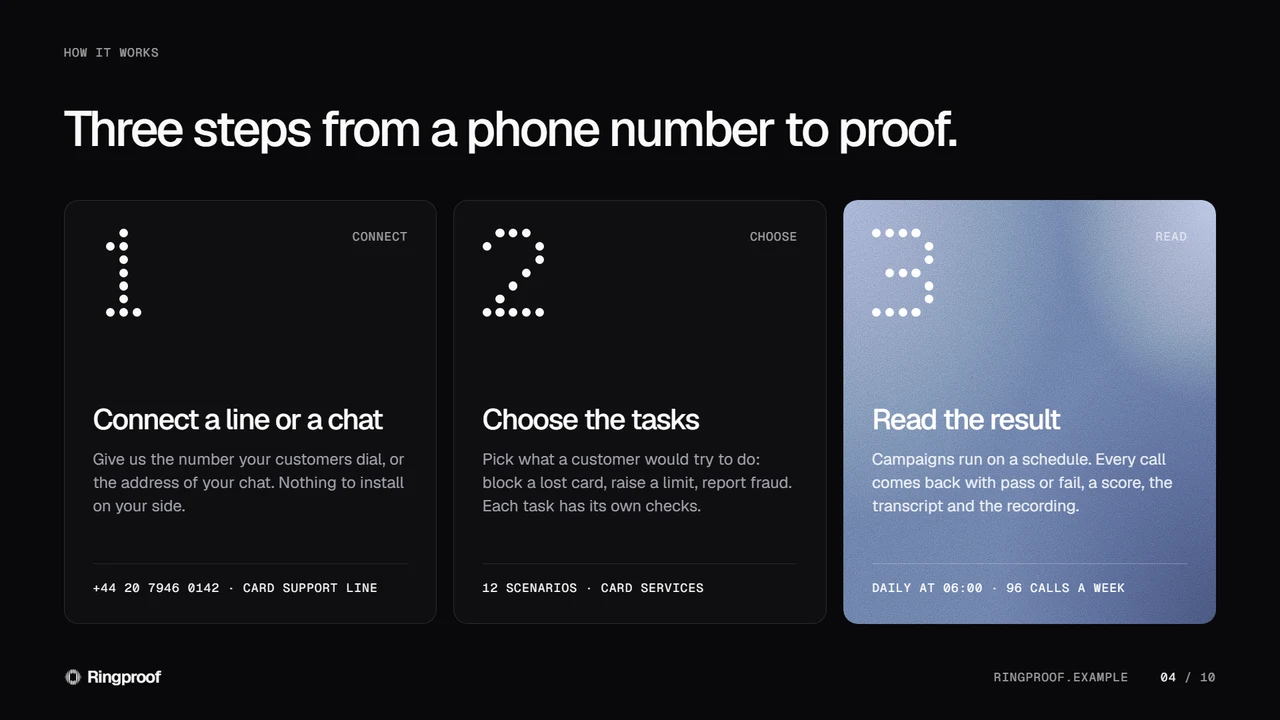 HOW IT WORKS
Three steps from a phone number to proof.
1
CONNECT
Connect a line or a chat
Give us the number your customers dial, or
the address of your chat. Nothing to install
on your side.
+44 20 7946 0142 · CARD SUPPORT LINE
2
CHOOSE
Choose the tasks
Pick what a customer would try to do:
block a lost card, raise a limit, report fraud.
Each task has its own checks.
12 SCENARIOS · CARD SERVICES
3
READ
Read the result
Campaigns run on a schedule. Every call
comes back with pass or fail, a score, the
transcript and the recording.
DAILY AT 06:00 · 96 CALLS A WEEK
Ringproof
RINGPROOF.EXAMPLE
04 / 10